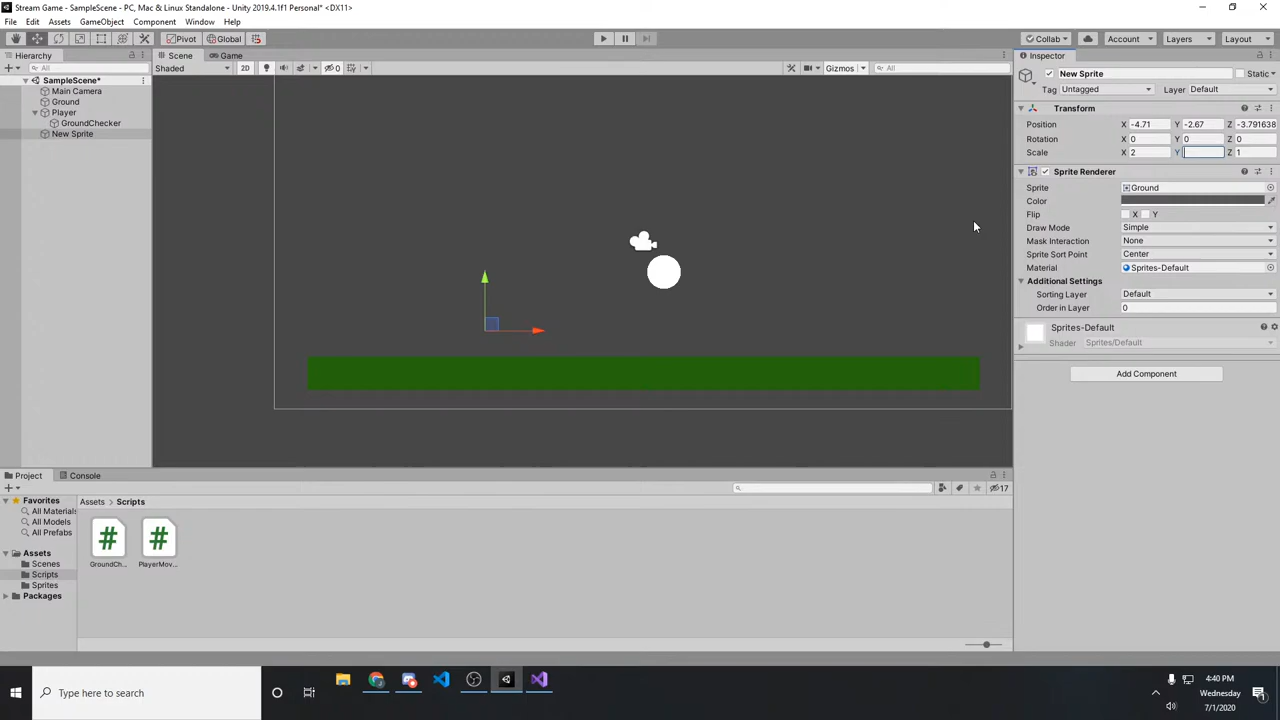 Stream Game - SampleScene - PC, Mac & Linux Standalone - Unity 2019.4.1f1 Personal* <DX11>
File Edit Assets GameObject Component Window Help
Pivot Global Collab Account Layers Layout
Hierarchy Scene Game Inspector
All Shaded 2D 0 Gizmos All New Sprite Static
SampleScene* Tag Untagged Layer Default
Main Camera
Ground Transform
Player Position X -4.71 Y -2.67 Z -3.791638
GroundChecker
New Sprite Rotation X 0 Y 0 Z 0
Scale X 2 Y Z 1
Sprite Renderer
Sprite Ground
Color
Flip X Y
Draw Mode Simple
Mask Interaction None
Sprite Sort Point Center
Material Sprites-Default
Additional Settings
Sorting Layer Default
Order in Layer 0
Sprites-Default
Shader Sprites/Default
Add Component
Project Console
17
Favorites Assets > Scripts
All Materials
All Models
All Prefabs
Assets
Scenes GroundCh... PlayerMov...
Scripts
Sprites
Packages
Type here to search
4:40 PM
Wednesday
7/1/2020